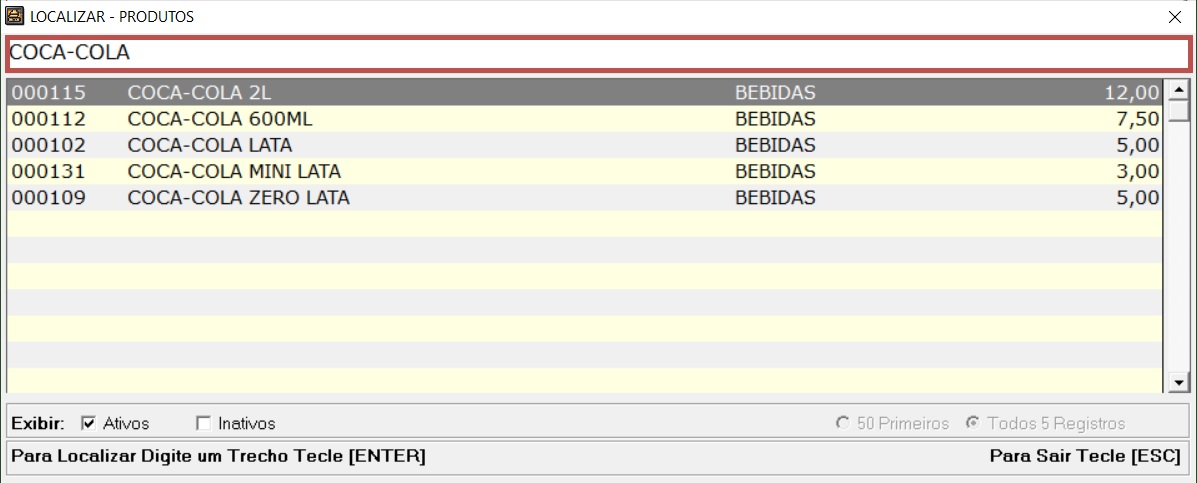 LOCALIZAR - PRODUTOS
COCA-COLA
000115 COCA-COLA 2L BEBIDAS 12,00
000112 COCA-COLA 600ML BEBIDAS 7,50
000102 COCA-COLA LATA BEBIDAS 5,00
000131 COCA-COLA MINI LATA BEBIDAS 3,00
000109 COCA-COLA ZERO LATA BEBIDAS 5,00
Exibir: Ativos Inativos 50 Primeiros Todos 5 Registros
Para Localizar Digite um Trecho Tecle [ENTER] Para Sair Tecle [ESC]